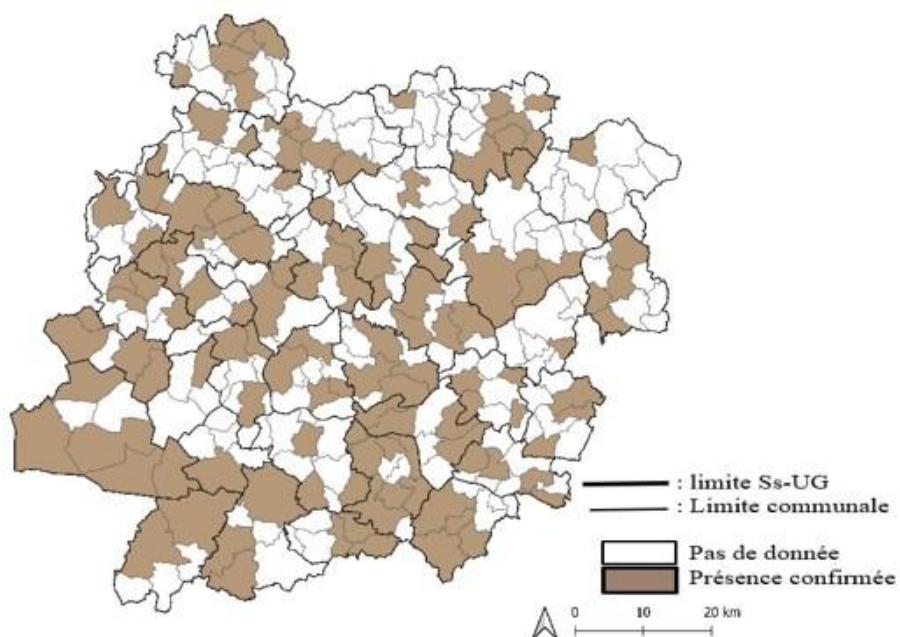 : limite Ss-UG
: Limite communale
Pas de donnée
Présence confirmée
0 10 20 km